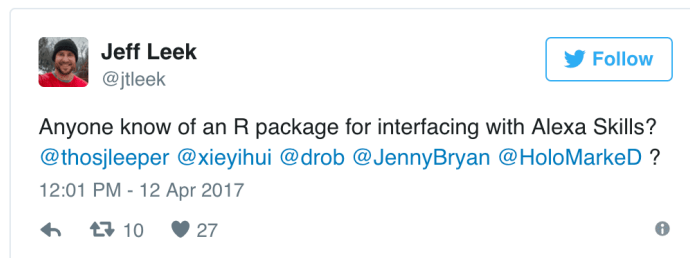 Jeff Leek
Follow
@jtleek
Anyone know of an R package for interfacing with Alexa Skills?
@thosjleeper @xieyihui @drob @JennyBryan @HoloMarkeD ?
12:01 PM - 12 Apr 2017
10 27